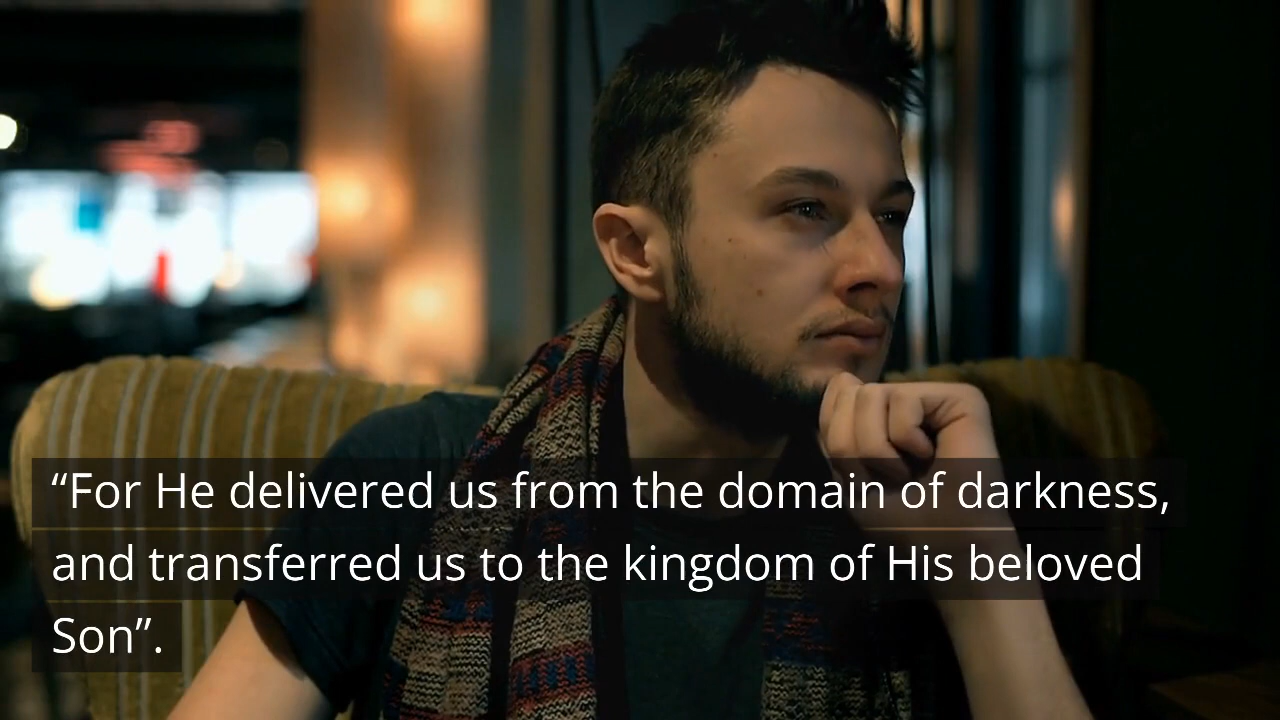 “For He delivered us from the domain of darkness,
and transferred us to the kingdom of His beloved
Son”.